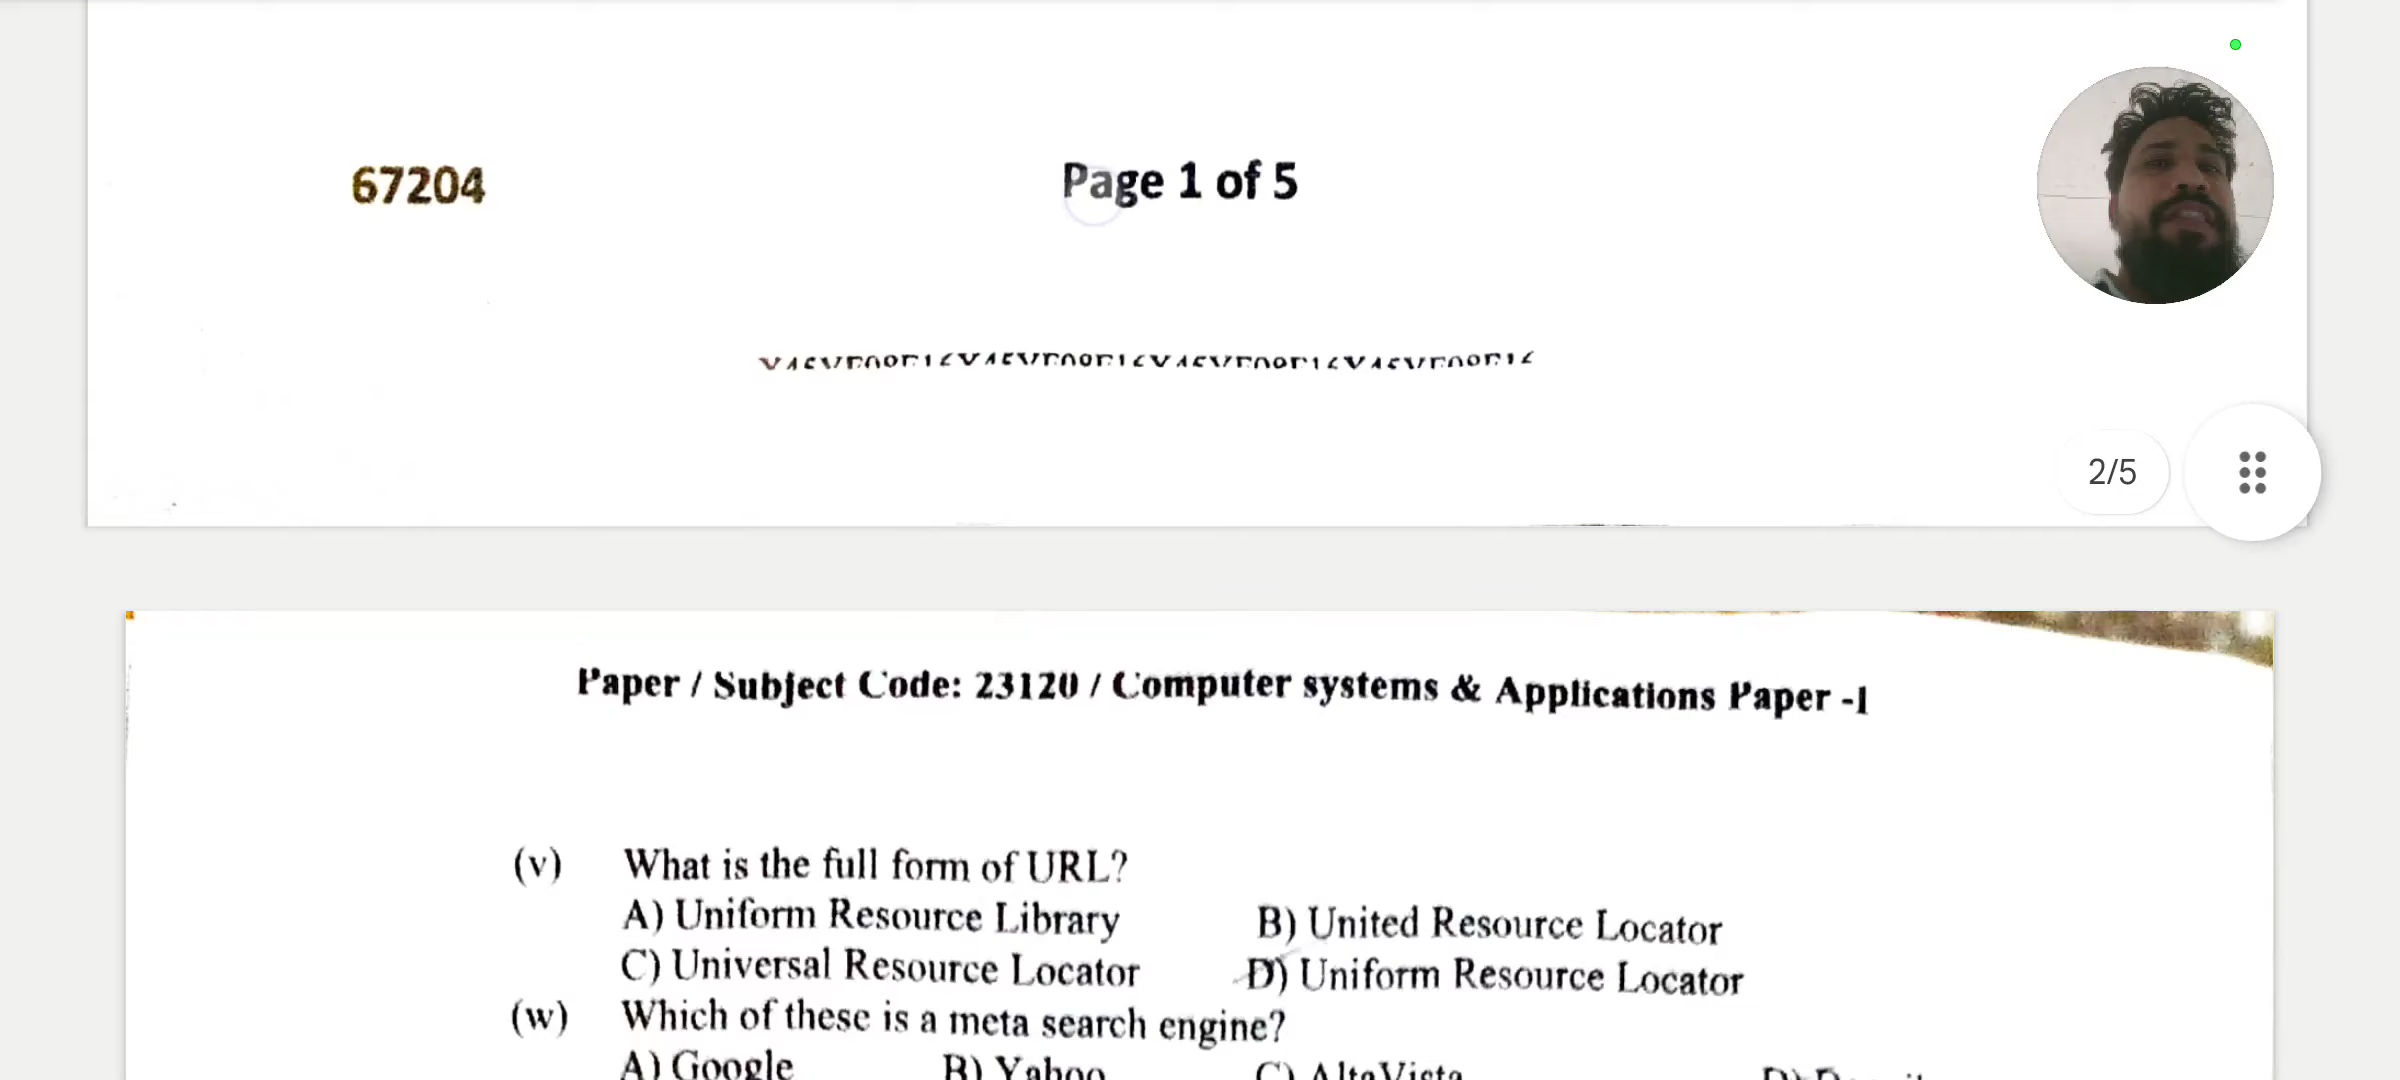 67204
Page 1 of 5
2/5
Paper / Subject Code: 23120 / Computer systems & Applications Paper -I
(v) What is the full form of URL?
A) Uniform Resource Library B) United Resource Locator
C) Universal Resource Locator D) Uniform Resource Locator
(w) Which of these is a meta search engine?
A) Google B) Yahoo C) AltaVista